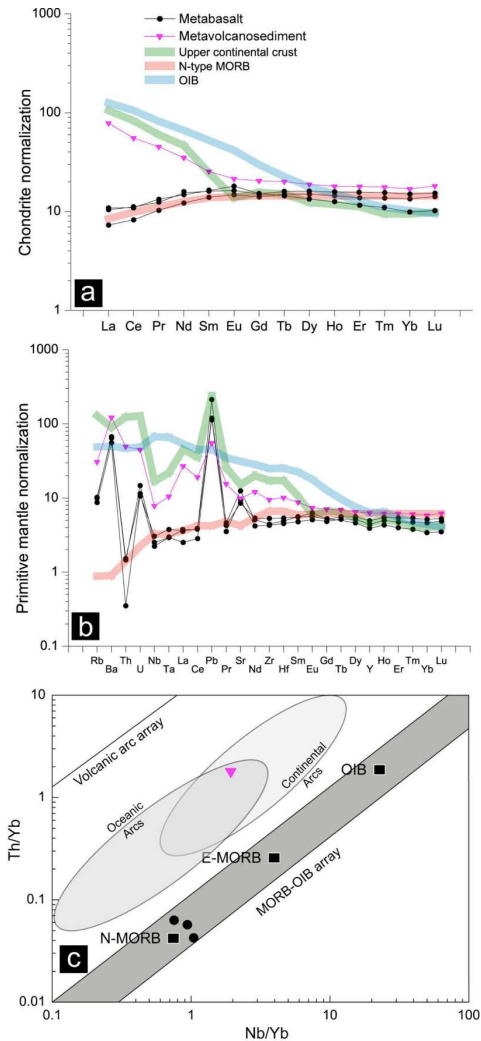 Metabasalt
Metavolcanosediment
Upper continental crust
N-type MORB
OIB
1000
100
10
1
Chondrite normalization
a
La Ce Pr Nd Sm Eu Gd Tb Dy Ho Er Tm Yb Lu
1000
100
10
1
0.1
Primitive mantle normalization
b
Rb Th Nb La Pb Sr Zr Sm Gd Dy Ho Tm Lu
Ba U Ta Ce Pr Nd Hf Eu Tb Y Er Yb
10
1
0.1
0.01
Th/Yb
Volcanic arc array
Oceanic
Arcs
Continental
Arcs
OIB
E-MORB
MORB-OIB array
N-MORB
c
0.1 1 10 100
Nb/Yb